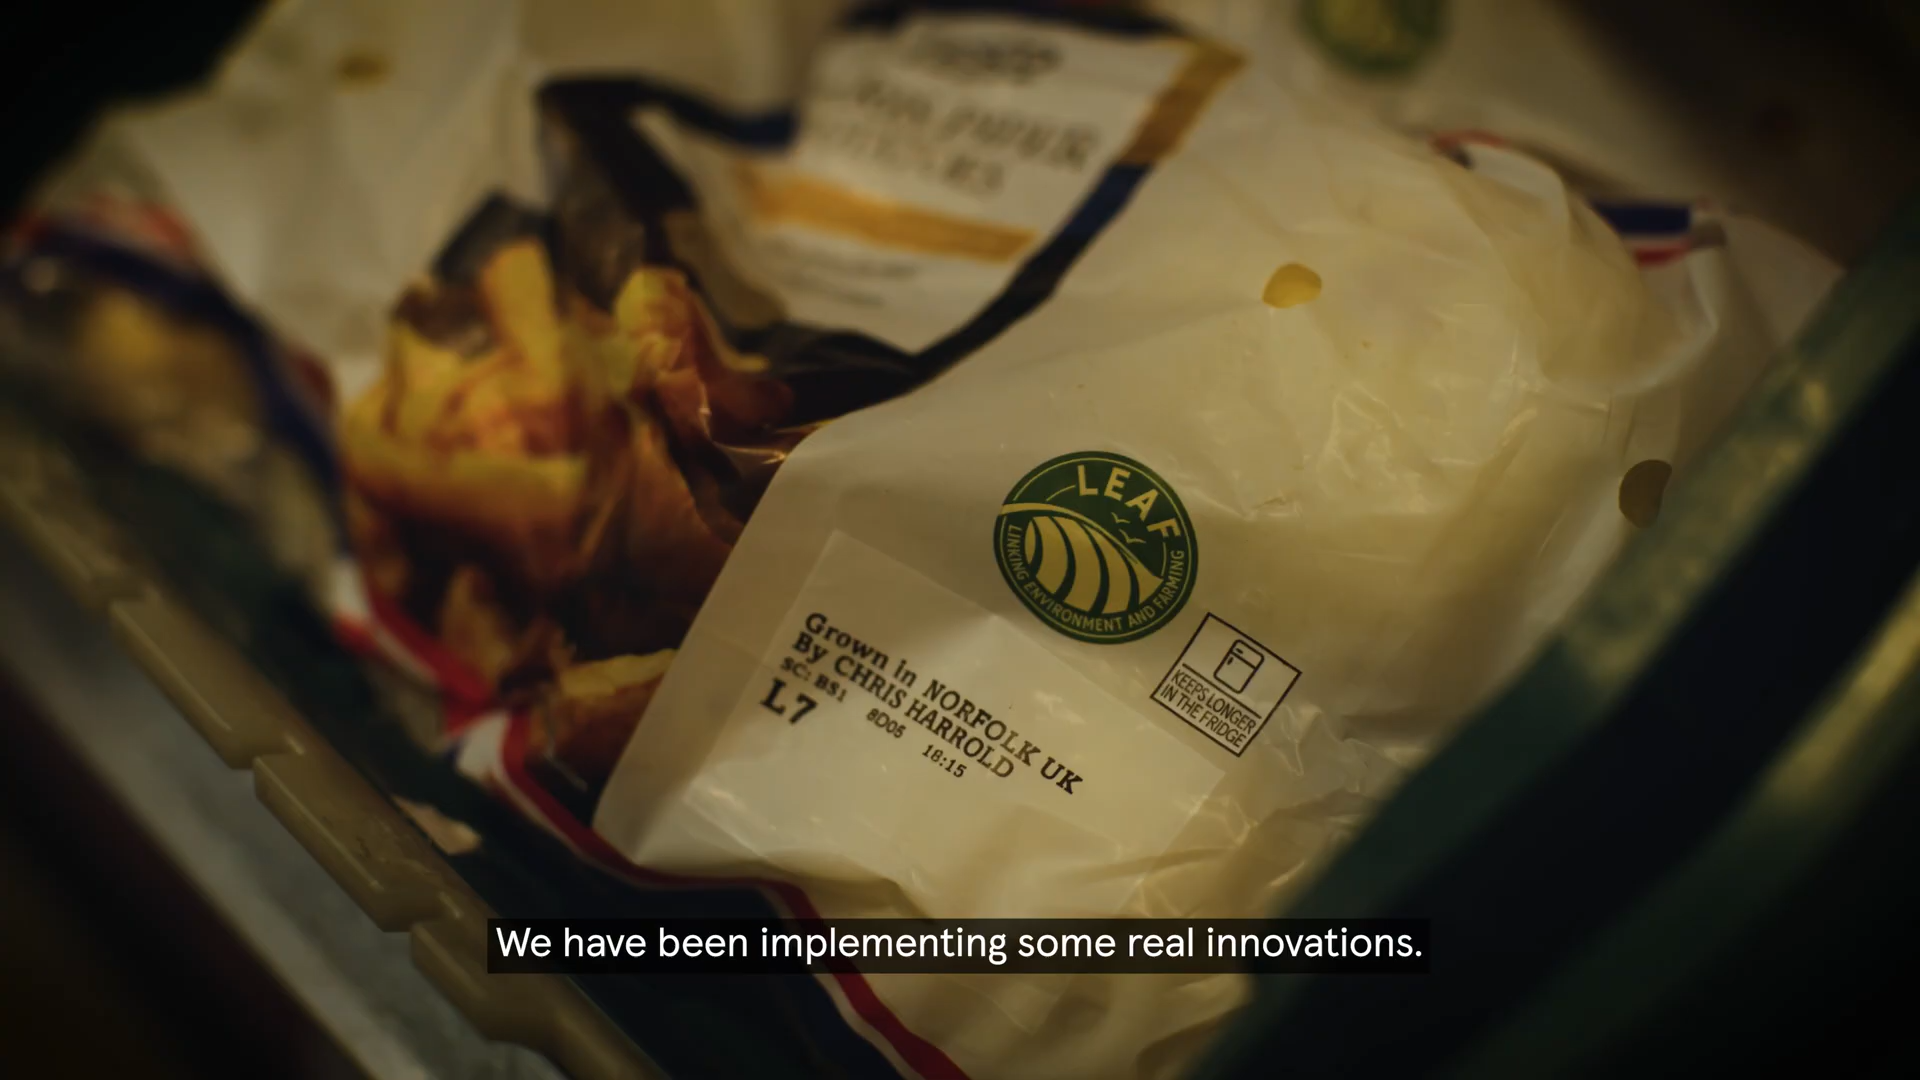 LEAF
LINKING ENVIRONMENT AND FARMING
KEEPS LONGER
IN THE FRIDGE
Grown in NORFOLK UK
By CHRIS HARROLD
SC: BS1 8D05 18:15
L7
We have been implementing some real innovations.